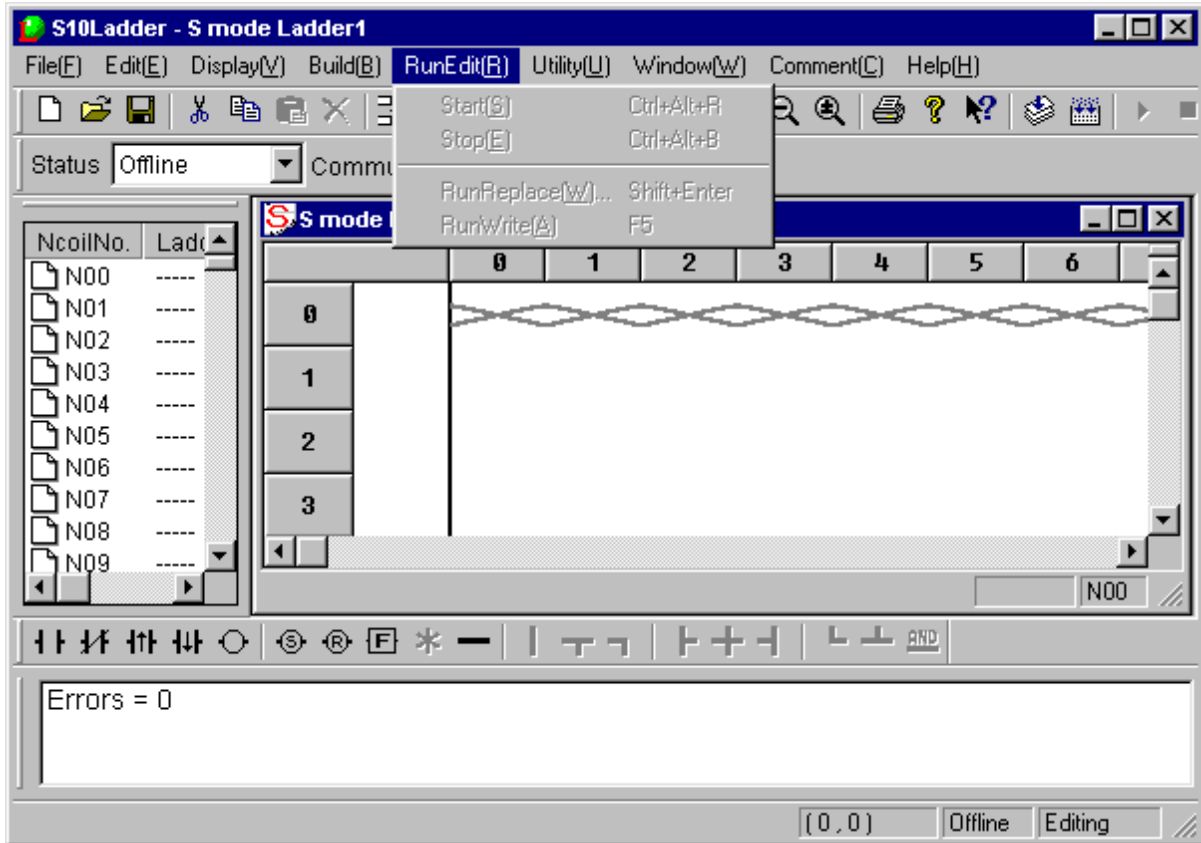 S10Ladder - S mode Ladder1
File(F) Edit(E) Display(V) Build(B) RunEdit(R) Utility(U) Window(W) Comment(C) Help(H)
Start(S) Ctrl+Alt+R
Stop(E) Ctrl+Alt+B
RunReplace(W)... Shift+Enter
RunWrite(A) F5
Status Offline
S mode
NcoilNo.
0 1 2 3 4 5 6
N00 -----
N01 -----
N02 -----
N03 -----
N04 -----
N05 -----
N06 -----
N07 -----
N08 -----
N09 -----
0
1
2
3
N00
S R F AND
Errors = 0
(0,0) Offline Editing